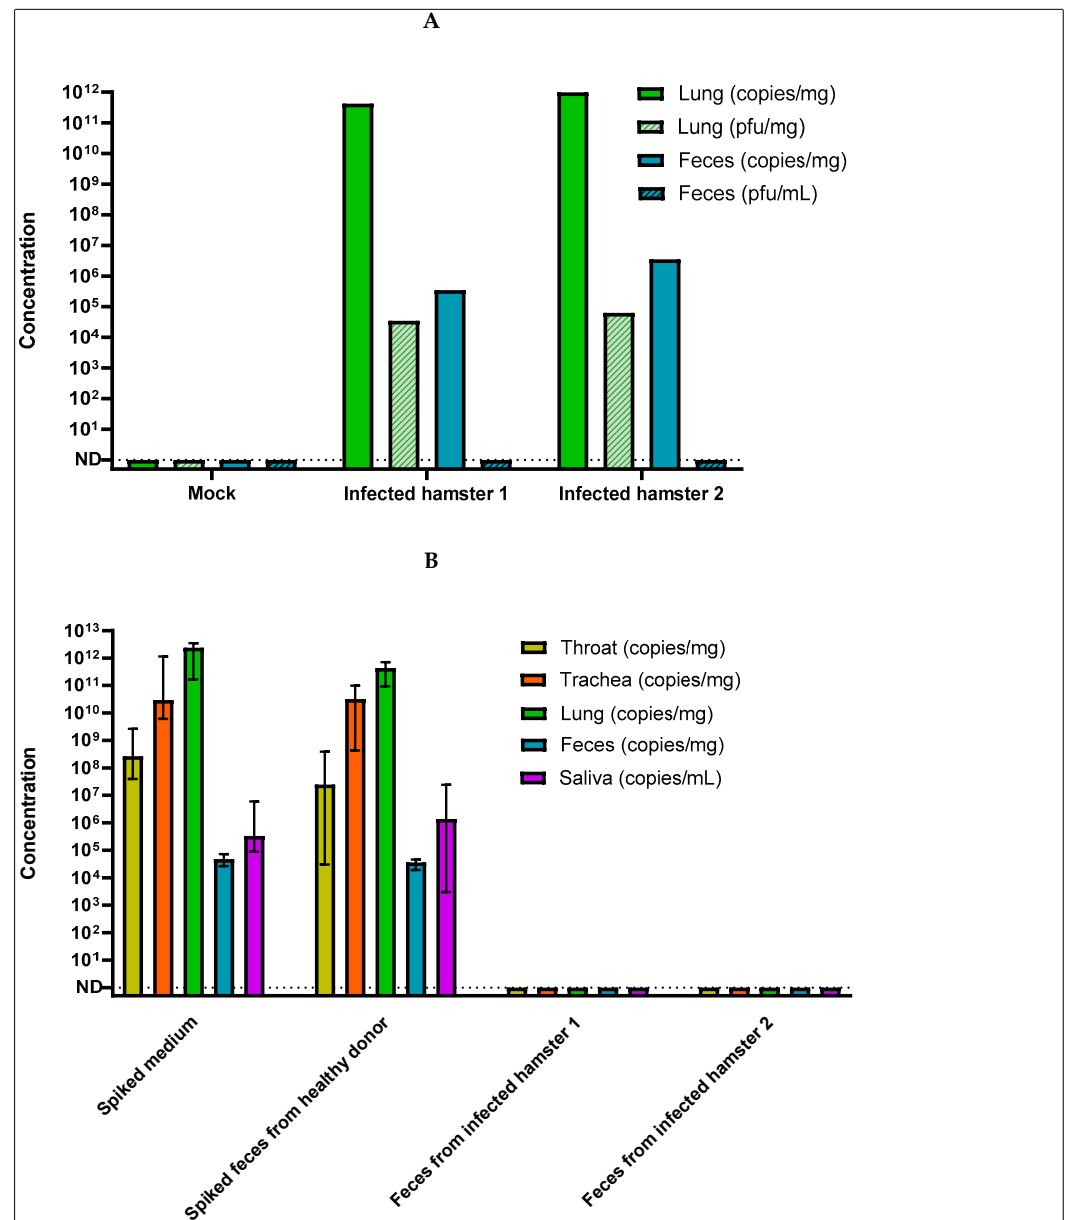 A
Concentration
10¹²
10¹¹
10¹⁰
10⁹
10⁸
10⁷
10⁶
10⁵
10⁴
10³
10²
10¹
ND
Lung (copies/mg)
Lung (pfu/mg)
Feces (copies/mg)
Feces (pfu/mL)
Mock
Infected hamster 1
Infected hamster 2
B
Concentration
10¹³
10¹²
10¹¹
10¹⁰
10⁹
10⁸
10⁷
10⁶
10⁵
10⁴
10³
10²
10¹
ND
Throat (copies/mg)
Trachea (copies/mg)
Lung (copies/mg)
Feces (copies/mg)
Saliva (copies/mL)
Spiked medium
Spiked feces from healthy donor
Feces from infected hamster 1
Feces from infected hamster 2